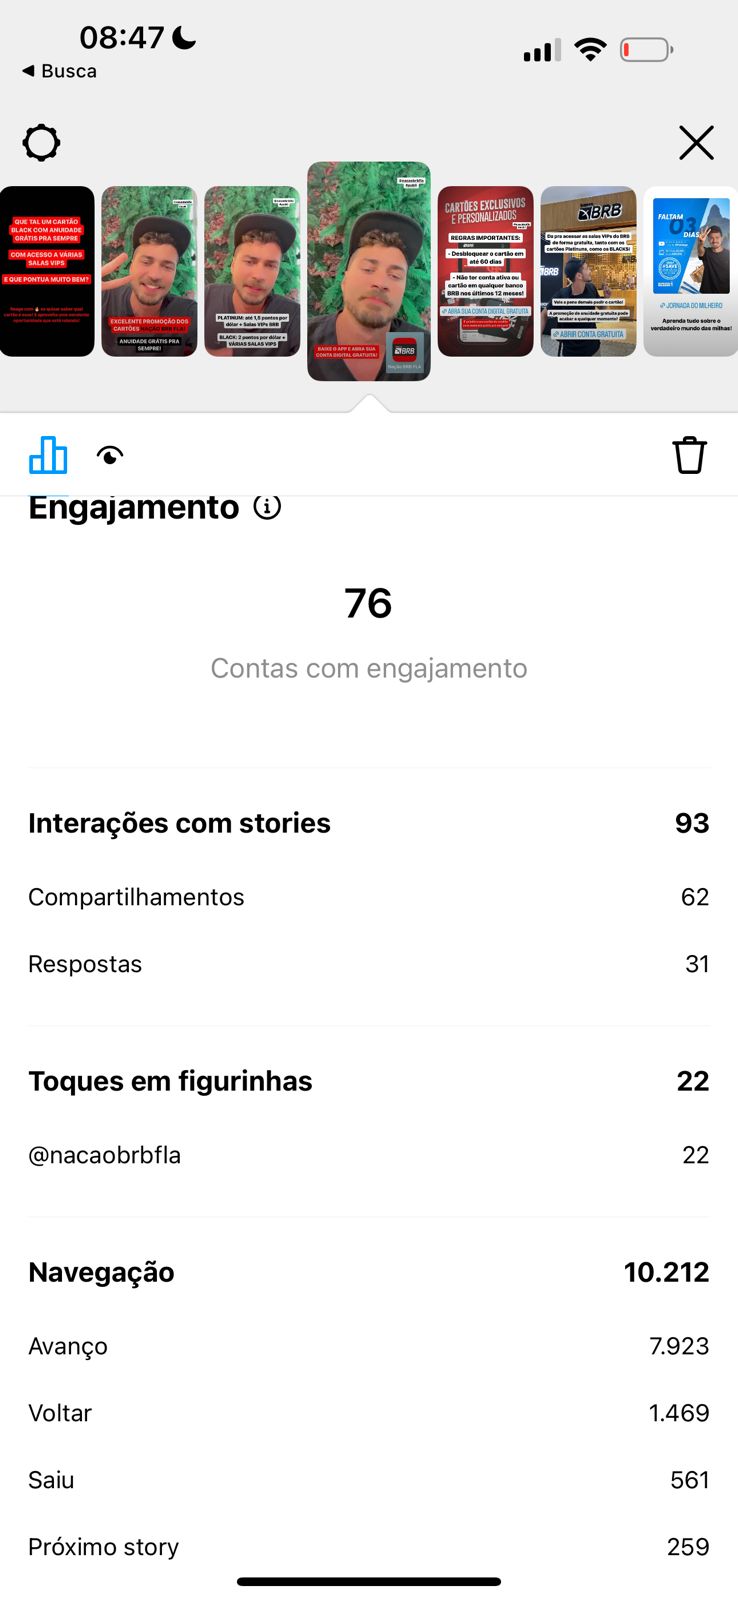 08:47
◀ Busca
QUE TAL UM CARTÃO
BLACK COM ANUIDADE
GRÁTIS PRA SEMPRE
COM ACESSO A VÁRIAS
SALAS VIPS
E QUE PONTUA MUITO BEM?
EXCELENTE PROMOÇÃO DOS
CARTÕES NAÇÃO BRB FLA!
ANUIDADE GRÁTIS PRA
SEMPRE!
PLATINUM: até 1,5 pontos por
dólar + Salas VIPs BRB
BLACK: 2 pontos por dólar +
VÁRIAS SALAS VIPS
BAIXE O APP E ABRA SUA
CONTA DIGITAL GRATUITA!
BRB
Nação BRB FLA
CARTÕES EXCLUSIVOS
E PERSONALIZADOS
REGRAS IMPORTANTES:
- Desbloquear o cartão em
até 60 dias
- Não ter conta ativa ou
cartão em qualquer banco
BRB nos últimos 12 meses!
ABRA SUA CONTA DIGITAL GRATUITA
BRB
Da pra acessar as salas VIPs do BRB
de forma gratuita, tanto com os
cartões Platinuns, como os BLACKS!
BRB
Vale a pena demais pedir o cartão!
A promoção de anuidade gratuita pode
acabar a qualquer momento!
ABRIR CONTA GRATUITA
FALTAM
03
DIAS
JORNADA DO MILHEIRO
Aprenda tudo sobre o
verdadeiro mundo das milhas!
Engajamento
76
Contas com engajamento
Interações com stories 93
Compartilhamentos 62
Respostas 31
Toques em figurinhas 22
@nacaobrbfla 22
Navegação 10.212
Avanço 7.923
Voltar 1.469
Saiu 561
Próximo story 259